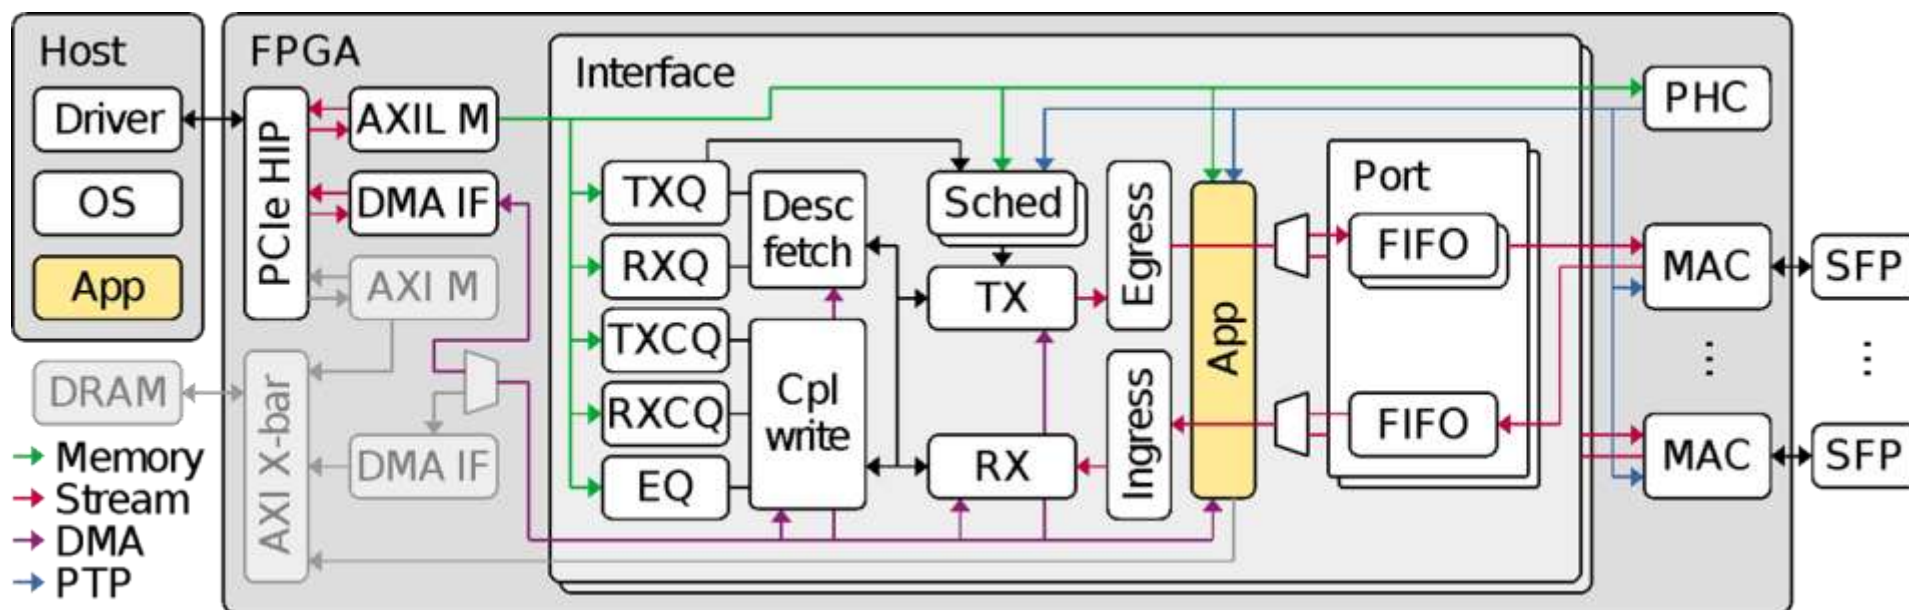 Host
Driver
OS
App
DRAM
Memory
Stream
DMA
PTP
FPGA
PCIe HIP
AXIL M
DMA IF
AXI M
AXI X-bar
DMA IF
Interface
TXQ
RXQ
TXCQ
RXCQ
EQ
Desc
fetch
Cpl
write
Sched
TX
RX
Egress
Ingress
App
Port
FIFO
FIFO
PHC
MAC
...
MAC
SFP
...
SFP